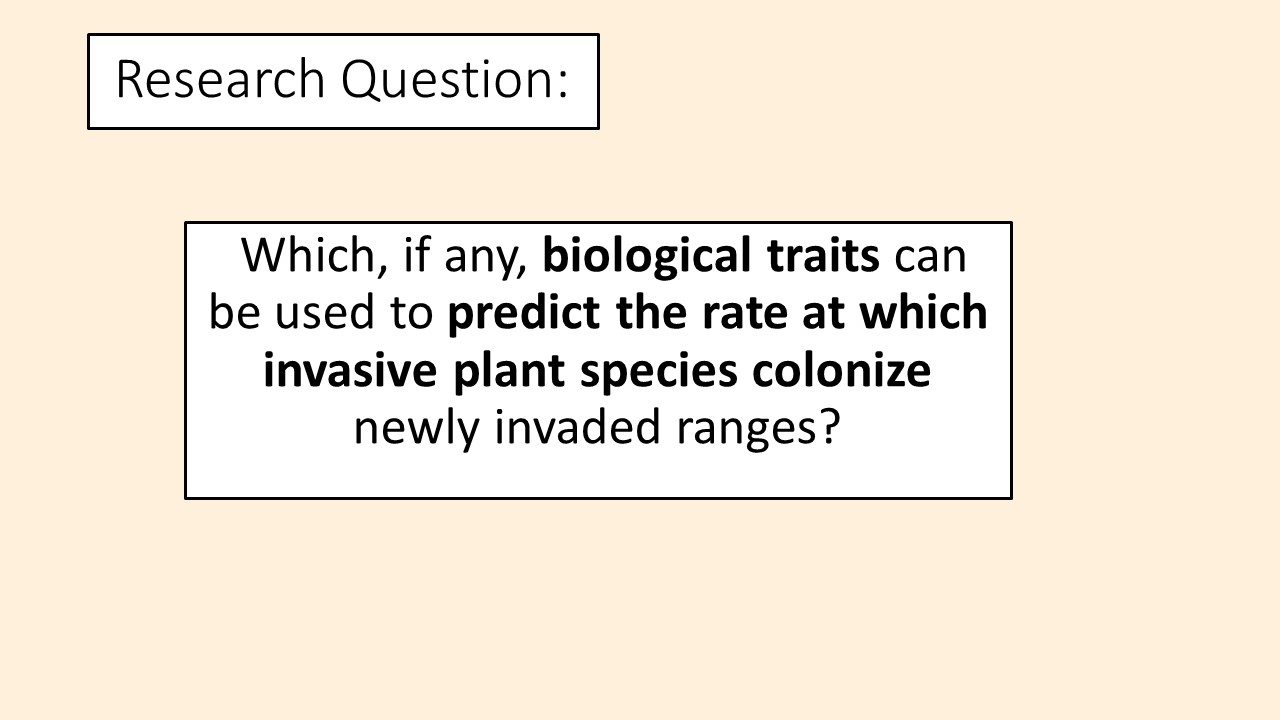 Research Question:
Which, if any, biological traits can
be used to predict the rate at which
invasive plant species colonize
newly invaded ranges?